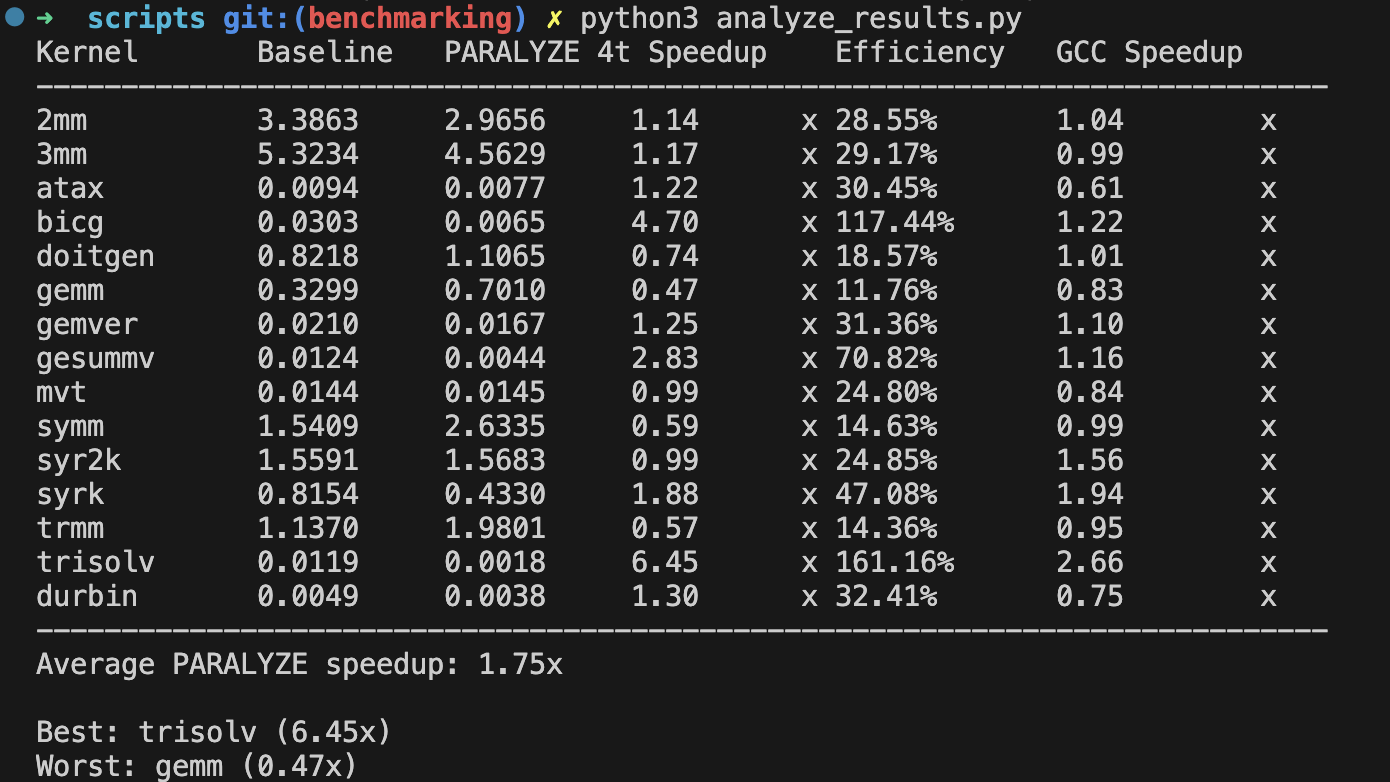 ➜ scripts git:(benchmarking) ✗ python3 analyze_results.py
Kernel Baseline PARALYZE 4t Speedup Efficiency GCC Speedup
----------------------------------------------------------------------------
2mm 3.3863 2.9656 1.14 x 28.55% 1.04 x
3mm 5.3234 4.5629 1.17 x 29.17% 0.99 x
atax 0.0094 0.0077 1.22 x 30.45% 0.61 x
bicg 0.0303 0.0065 4.70 x 117.44% 1.22 x
doitgen 0.8218 1.1065 0.74 x 18.57% 1.01 x
gemm 0.3299 0.7010 0.47 x 11.76% 0.83 x
gemver 0.0210 0.0167 1.25 x 31.36% 1.10 x
gesummv 0.0124 0.0044 2.83 x 70.82% 1.16 x
mvt 0.0144 0.0145 0.99 x 24.80% 0.84 x
symm 1.5409 2.6335 0.59 x 14.63% 0.99 x
syr2k 1.5591 1.5683 0.99 x 24.85% 1.56 x
syrk 0.8154 0.4330 1.88 x 47.08% 1.94 x
trmm 1.1370 1.9801 0.57 x 14.36% 0.95 x
trisolv 0.0119 0.0018 6.45 x 161.16% 2.66 x
durbin 0.0049 0.0038 1.30 x 32.41% 0.75 x
----------------------------------------------------------------------------
Average PARALYZE speedup: 1.75x
Best: trisolv (6.45x)
Worst: gemm (0.47x)